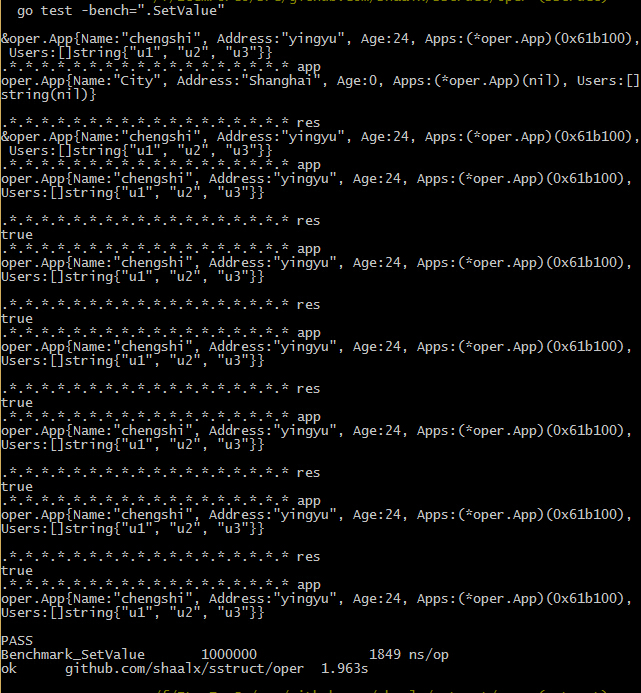 go test -bench=".SetValue"
&oper.App{Name:"chengshi", Address:"yingyu", Age:24, Apps:(*oper.App)(0x61b100),
Users:[]string{"u1", "u2", "u3"}}
.*.*.*.*.*.*.*.*.*.*.*.*.*.*.*.*.*.* app
oper.App{Name:"City", Address:"Shanghai", Age:0, Apps:(*oper.App)(nil), Users:[]
string(nil)}
.*.*.*.*.*.*.*.*.*.*.*.*.*.*.*.*.*.* res
&oper.App{Name:"chengshi", Address:"yingyu", Age:24, Apps:(*oper.App)(0x61b100),
Users:[]string{"u1", "u2", "u3"}}
.*.*.*.*.*.*.*.*.*.*.*.*.*.*.*.*.*.* app
oper.App{Name:"chengshi", Address:"yingyu", Age:24, Apps:(*oper.App)(0x61b100),
Users:[]string{"u1", "u2", "u3"}}
.*.*.*.*.*.*.*.*.*.*.*.*.*.*.*.*.*.* res
true
.*.*.*.*.*.*.*.*.*.*.*.*.*.*.*.*.*.* app
oper.App{Name:"chengshi", Address:"yingyu", Age:24, Apps:(*oper.App)(0x61b100),
Users:[]string{"u1", "u2", "u3"}}
.*.*.*.*.*.*.*.*.*.*.*.*.*.*.*.*.*.* res
true
.*.*.*.*.*.*.*.*.*.*.*.*.*.*.*.*.*.* app
oper.App{Name:"chengshi", Address:"yingyu", Age:24, Apps:(*oper.App)(0x61b100),
Users:[]string{"u1", "u2", "u3"}}
.*.*.*.*.*.*.*.*.*.*.*.*.*.*.*.*.*.* res
true
.*.*.*.*.*.*.*.*.*.*.*.*.*.*.*.*.*.* app
oper.App{Name:"chengshi", Address:"yingyu", Age:24, Apps:(*oper.App)(0x61b100),
Users:[]string{"u1", "u2", "u3"}}
.*.*.*.*.*.*.*.*.*.*.*.*.*.*.*.*.*.* res
true
.*.*.*.*.*.*.*.*.*.*.*.*.*.*.*.*.*.* app
oper.App{Name:"chengshi", Address:"yingyu", Age:24, Apps:(*oper.App)(0x61b100),
Users:[]string{"u1", "u2", "u3"}}
.*.*.*.*.*.*.*.*.*.*.*.*.*.*.*.*.*.* res
true
.*.*.*.*.*.*.*.*.*.*.*.*.*.*.*.*.*.* app
oper.App{Name:"chengshi", Address:"yingyu", Age:24, Apps:(*oper.App)(0x61b100),
Users:[]string{"u1", "u2", "u3"}}
PASS
Benchmark_SetValue 1000000 1849 ns/op
ok github.com/shaalx/sstruct/oper 1.963s